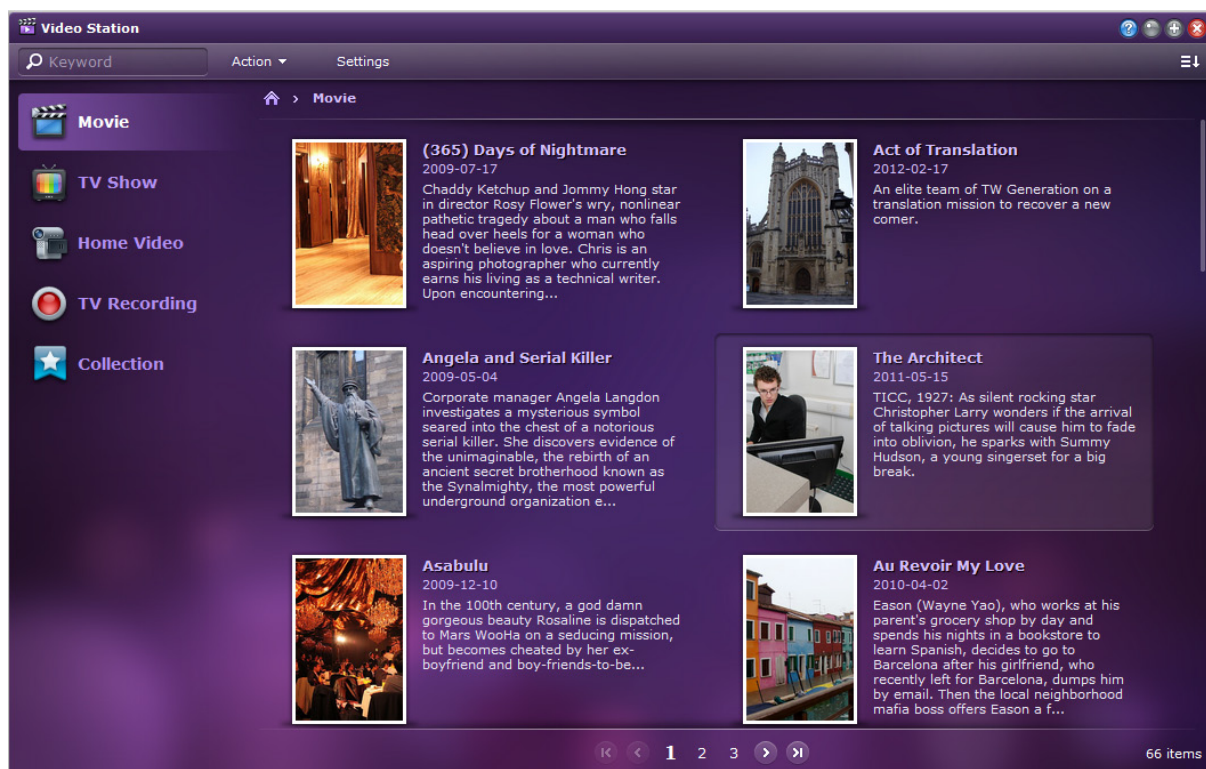 Video Station
Keyword
Action
Settings
Movie
TV Show
Home Video
TV Recording
Collection
› Movie
(365) Days of Nightmare
2009-07-17
Chaddy Ketchup and Jommy Hong star
in director Rosy Flower's wry, nonlinear
pathetic tragedy about a man who falls
head over heels for a woman who
doesn't believe in love. Chris is an
aspiring photographer who currently
earns his living as a technical writer.
Upon encountering...
Act of Translation
2012-02-17
An elite team of TW Generation on a
translation mission to recover a new
comer.
Angela and Serial Killer
2009-05-04
Corporate manager Angela Langdon
investigates a mysterious symbol
seared into the chest of a notorious
serial killer. She discovers evidence of
the unimaginable, the rebirth of an
ancient secret brotherhood known as
the Synalmighty, the most powerful
underground organization e...
The Architect
2011-05-15
TICC, 1927: As silent rocking star
Christopher Larry wonders if the arrival
of talking pictures will cause him to fade
into oblivion, he sparks with Summy
Hudson, a young singerset for a big
break.
Asabulu
2009-12-10
In the 100th century, a god damn
gorgeous beauty Rosaline is dispatched
to Mars WooHa on a seducing mission,
but becomes cheated by her ex-
boyfriend and boy-friends-to-be...
Au Revoir My Love
2010-04-02
Eason (Wayne Yao), who works at his
parent's grocery shop by day and
spends his nights in a bookstore to
learn Spanish, decides to go to
Barcelona after his girlfriend, who
recently left for Barcelona, dumps him
by email. Then the local neighborhood
mafia boss offers Eason a f...
1 2 3
66 items